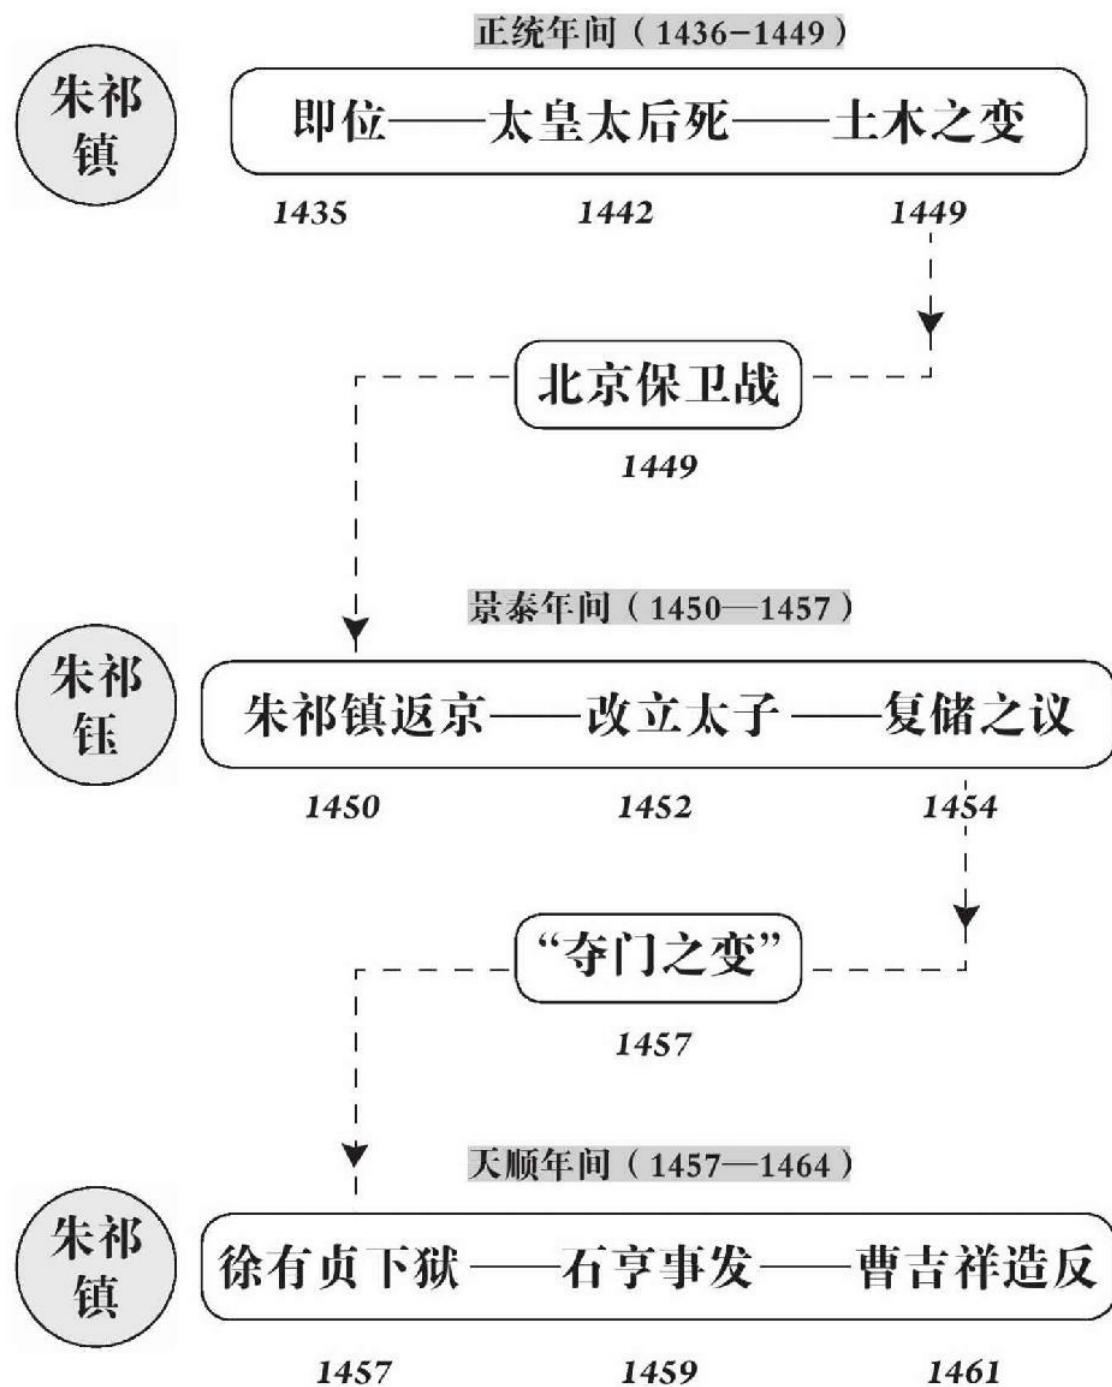 正统年间（1436-1449）
朱祁
镇
即位——太皇太后死——土木之变
1435 1442 1449
北京保卫战
1449
景泰年间（1450—1457）
朱祁
钰
朱祁镇返京——改立太子——复储之议
1450 1452 1454
“夺门之变”
1457
天顺年间（1457—1464）
朱祁
镇
徐有贞下狱——石亨事发——曹吉祥造反
1457 1459 1461